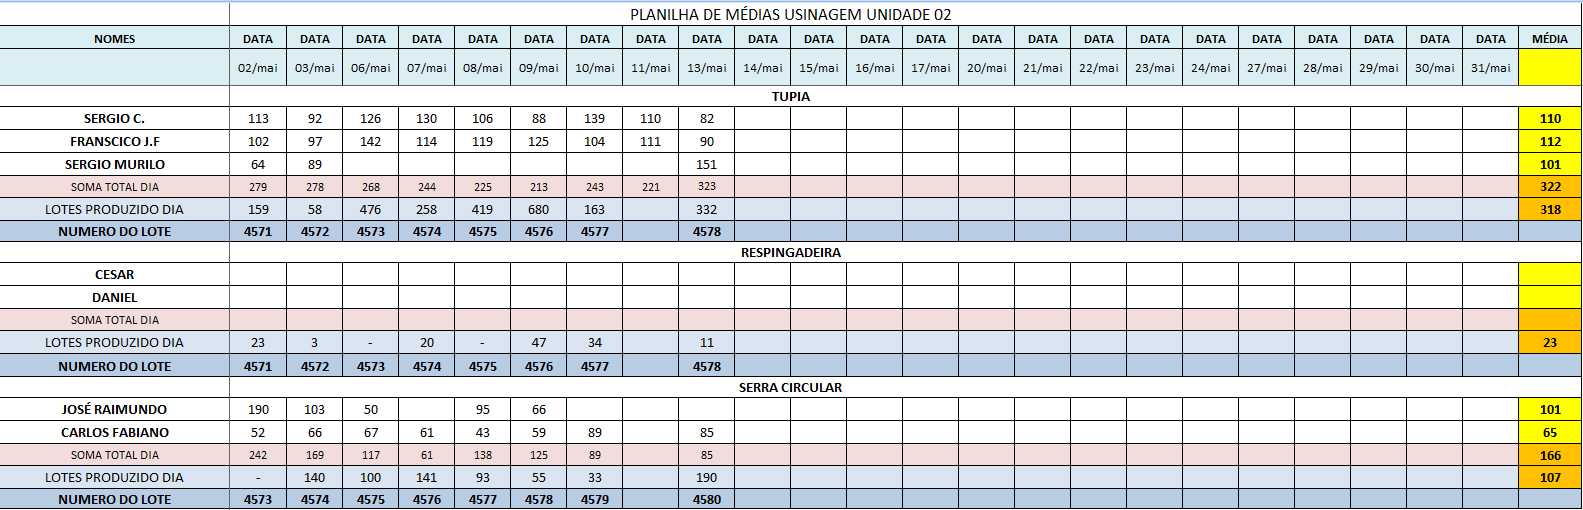 PLANILHA DE MÉDIAS USINAGEM UNIDADE 02
NOMES DATA DATA DATA DATA DATA DATA DATA DATA DATA DATA DATA DATA DATA DATA DATA DATA DATA DATA DATA DATA DATA DATA DATA MÉDIA
02/mai 03/mai 06/mai 07/mai 08/mai 09/mai 10/mai 11/mai 13/mai 14/mai 15/mai 16/mai 17/mai 20/mai 21/mai 22/mai 23/mai 24/mai 27/mai 28/mai 29/mai 30/mai 31/mai
TUPIA
SERGIO C. 113 92 126 130 106 88 139 110 82 110
FRANSCICO J.F 102 97 142 114 119 125 104 111 90 112
SERGIO MURILO 64 89 151 101
SOMA TOTAL DIA 279 278 268 244 225 213 243 221 323 322
LOTES PRODUZIDO DIA 159 58 476 258 419 680 163 332 318
NUMERO DO LOTE 4571 4572 4573 4574 4575 4576 4577 4578
RESPINGADEIRA
CESAR
DANIEL
SOMA TOTAL DIA
LOTES PRODUZIDO DIA 23 3 - 20 - 47 34 11 23
NUMERO DO LOTE 4571 4572 4573 4574 4575 4576 4577 4578
SERRA CIRCULAR
JOSÉ RAIMUNDO 190 103 50 95 66 101
CARLOS FABIANO 52 66 67 61 43 59 89 85 65
SOMA TOTAL DIA 242 169 117 61 138 125 89 85 166
LOTES PRODUZIDO DIA - 140 100 141 93 55 33 190 107
NUMERO DO LOTE 4573 4574 4575 4576 4577 4578 4579 4580